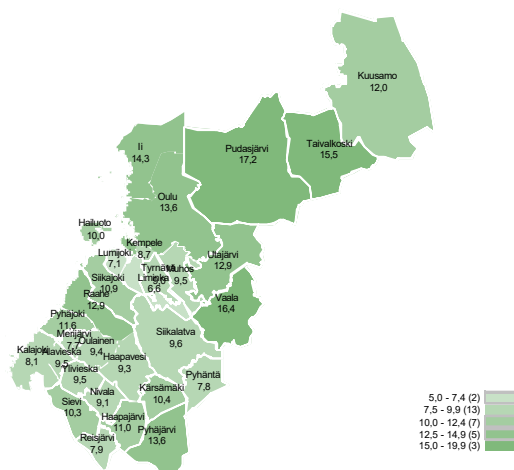 Kuusamo
12,0
Taivalkoski
15,5
Pudasjärvi
17,2
Ii
14,3
Oulu
13,6
Hailuoto
10,0
Kempele
8,7
Lumijoki
7,1
Tyrnävä
9,0
Muhos
9,5
Utajärvi
12,9
Liminka
6,6
Siikajoki
10,9
Raahe
12,9
Vaala
16,4
Pyhäjoki
11,6
Merijärvi
7,7
Oulainen
9,4
Siikalatva
9,6
Kalajoki
8,1
Alavieska
9,5
Haapavesi
9,3
Ylivieska
9,5
Pyhäntä
7,8
Nivala
9,1
Kärsämäki
10,4
Sievi
10,3
Haapajärvi
11,0
Pyhäjärvi
13,6
Reisjärvi
7,9
5,0 - 7,4 (2)
7,5 - 9,9 (13)
10,0 - 12,4 (7)
12,5 - 14,9 (5)
15,0 - 19,9 (3)